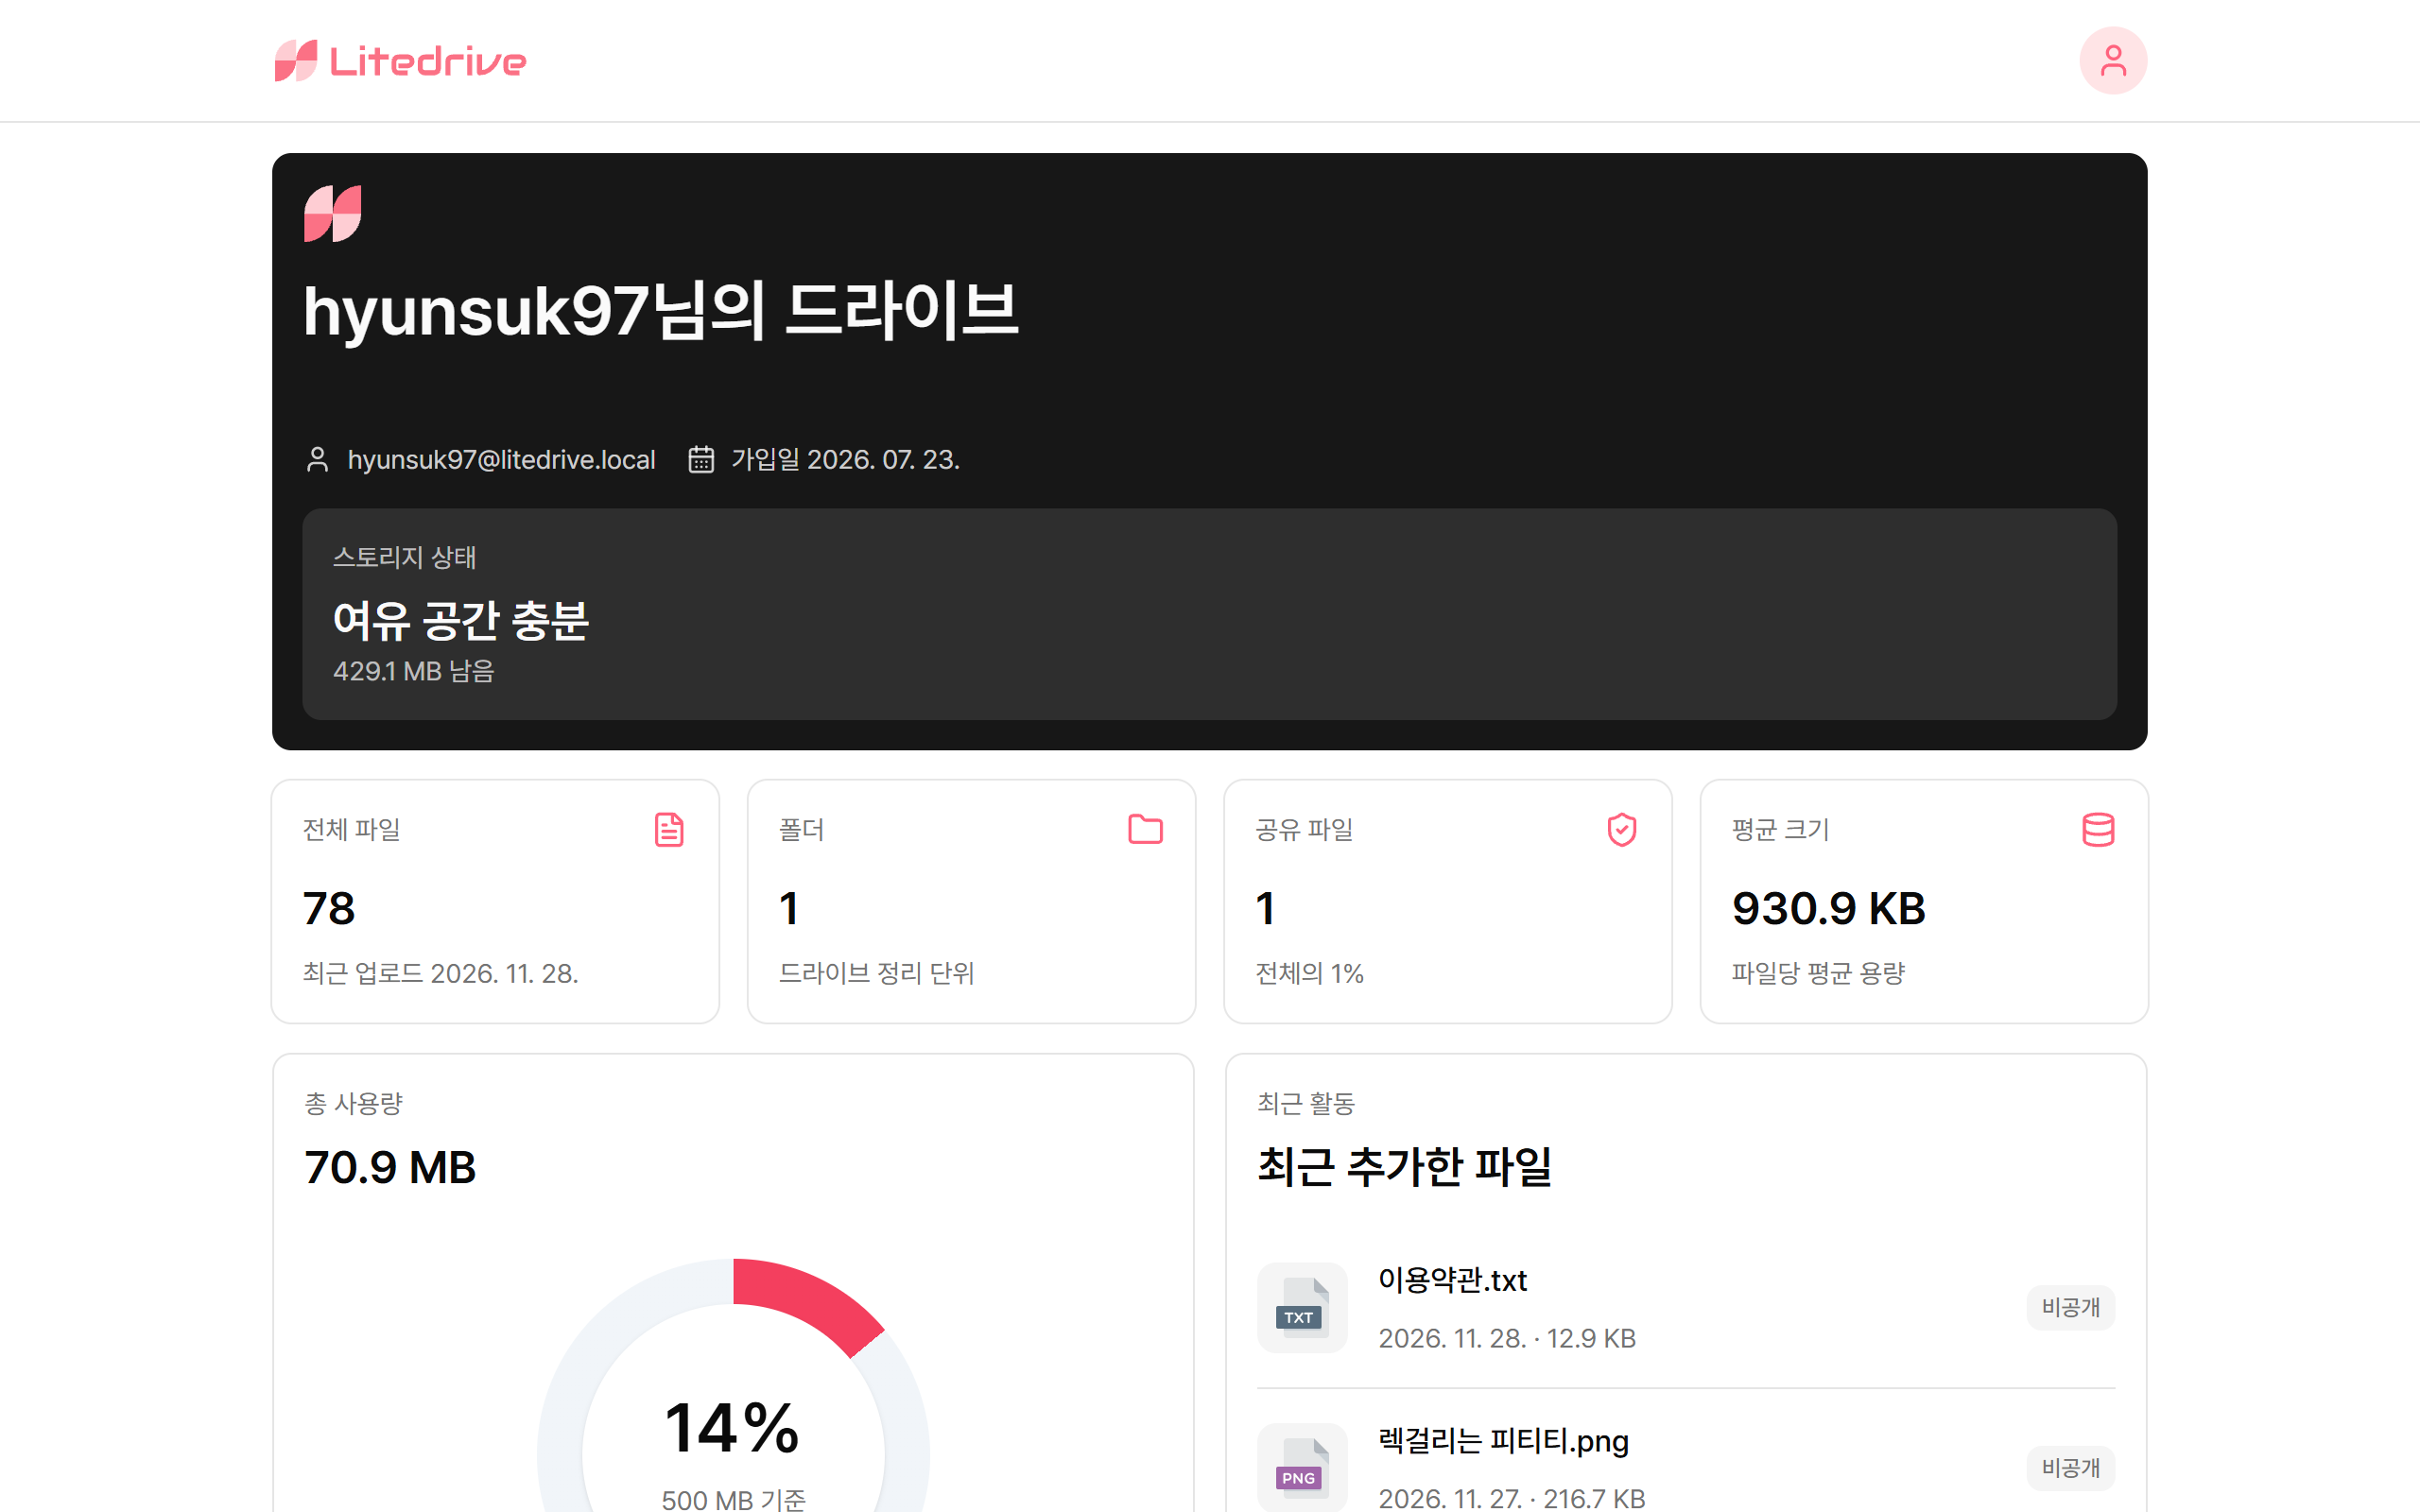 Litedrive
hyunsuk97님의 드라이브
hyunsuk97@litedrive.local 가입일 2026. 07. 23.
스토리지 상태
여유 공간 충분
429.1 MB 남음
전체 파일
78
최근 업로드 2026. 11. 28.
폴더
1
드라이브 정리 단위
공유 파일
1
전체의 1%
평균 크기
930.9 KB
파일당 평균 용량
총 사용량
70.9 MB
14%
500 MB 기준
최근 활동
최근 추가한 파일
TXT
이용약관.txt
2026. 11. 28. · 12.9 KB
비공개
PNG
렉걸리는 피티티.png
2026. 11. 27. · 216.7 KB
비공개